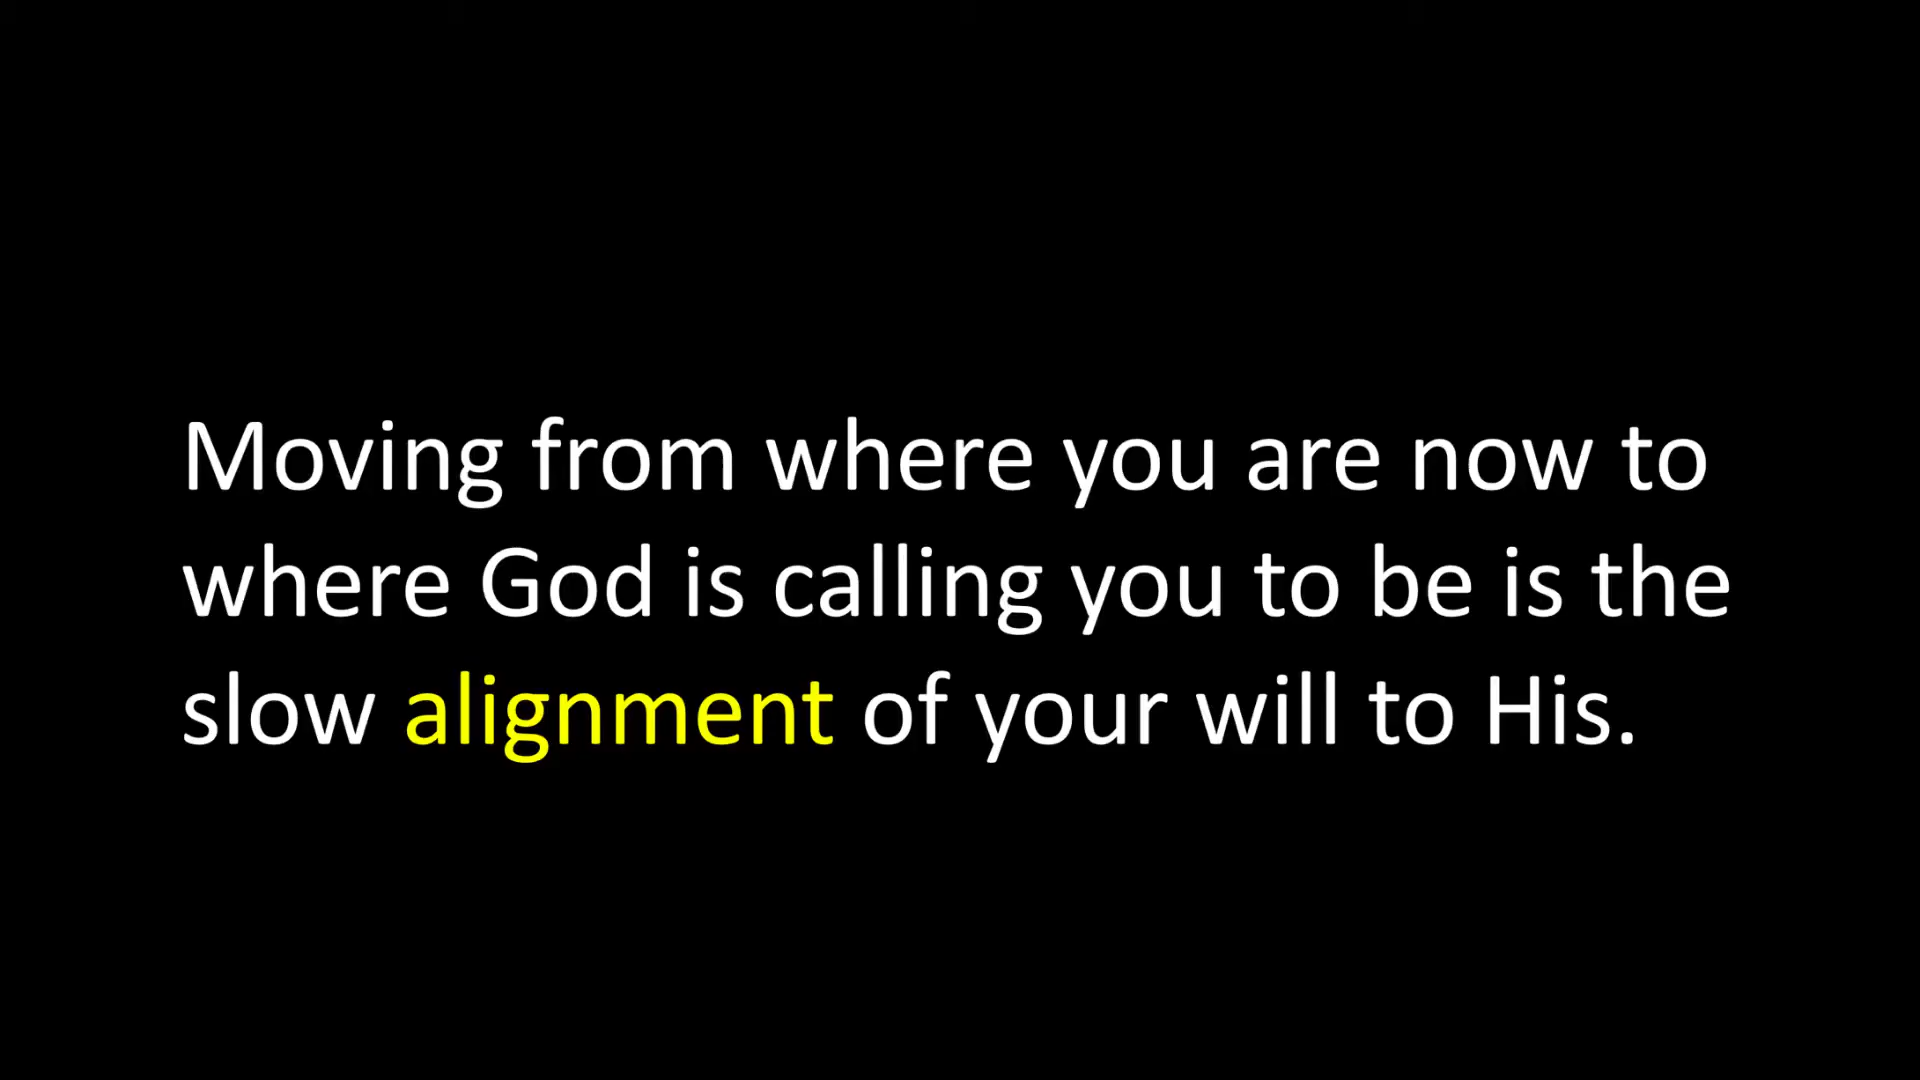 Moving from where you are now to
where God is calling you to be is the
slow alignment of your will to His.